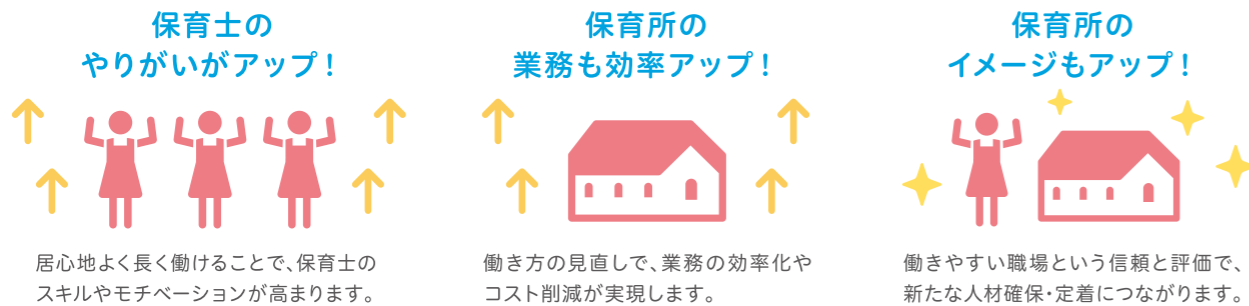 保育士の
やりがいがアップ！
居心地よく長く働けることで、保育士の
スキルやモチベーションが高まります。
保育所の
業務も効率アップ！
働き方の見直しで、業務の効率化や
コスト削減が実現します。
保育所の
イメージもアップ！
働きやすい職場という信頼と評価で、
新たな人材確保・定着につながります。